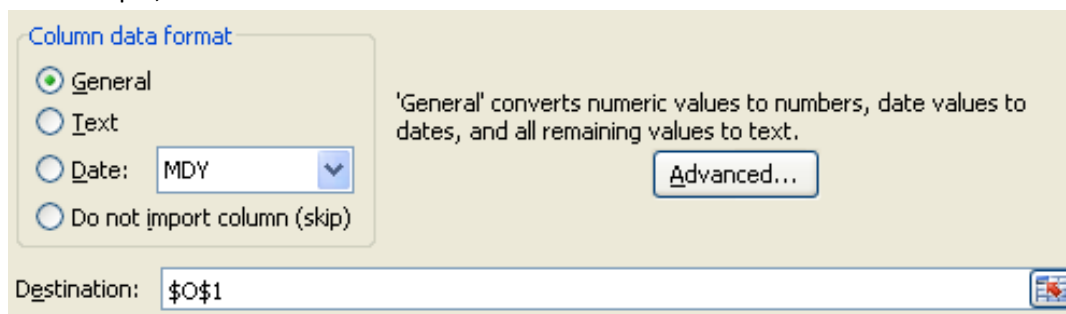 Column data format
General
Text
Date: MDY
Do not import column (skip)
'General' converts numeric values to numbers, date values to
dates, and all remaining values to text.
Advanced...
Destination: $O$1